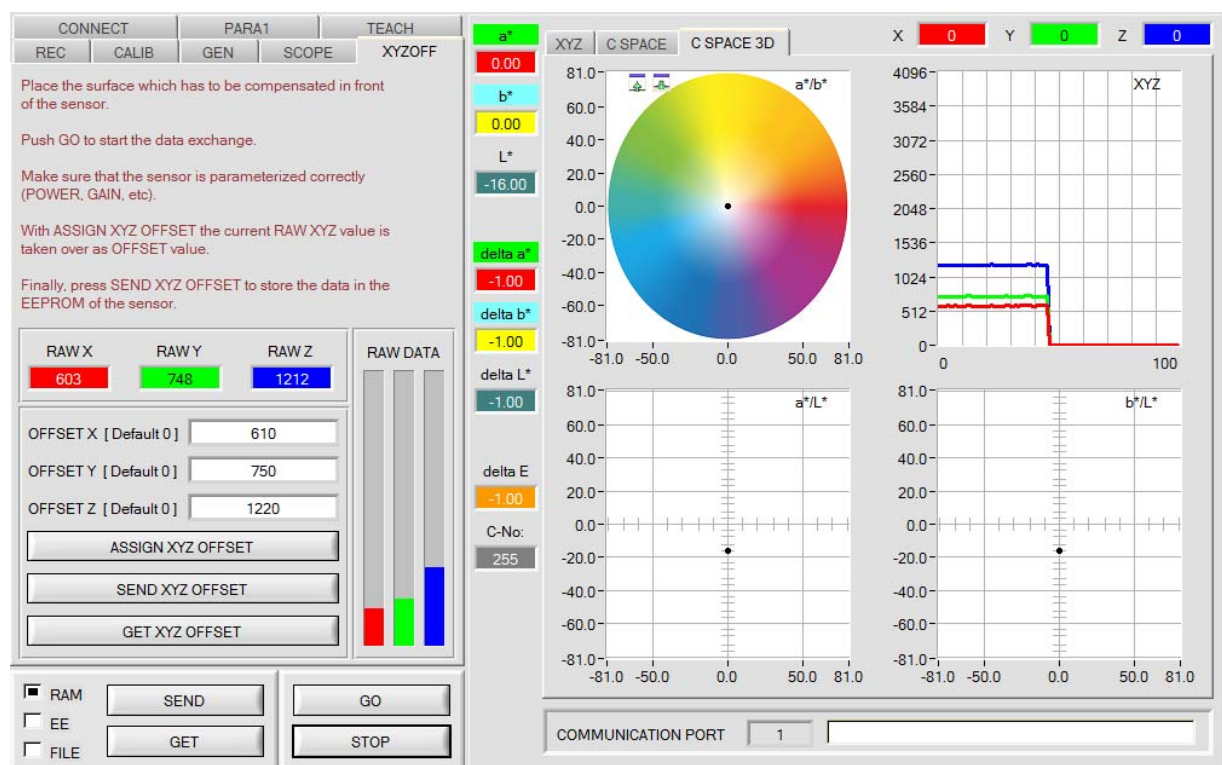 CONNECT PARA1 TEACH
REC CALIB GEN SCOPE XYZOFF
Place the surface which has to be compensated in front
of the sensor.
Push GO to start the data exchange.
Make sure that the sensor is parameterized correctly
(POWER, GAIN, etc).
With ASSIGN XYZ OFFSET the current RAW XYZ value is
taken over as OFFSET value.
Finally, press SEND XYZ OFFSET to store the data in the
EEPROM of the sensor.
RAW X RAW Y RAW Z
603 748 1212
RAW DATA
OFFSET X [ Default 0 ] 610
OFFSET Y [ Default 0 ] 750
OFFSET Z [ Default 0 ] 1220
ASSIGN XYZ OFFSET
SEND XYZ OFFSET
GET XYZ OFFSET
RAM
EE
FILE
SEND
GET
GO
STOP
a*
0.00
b*
0.00
L*
-16.00
delta a*
-1.00
delta b*
-1.00
delta L*
-1.00
delta E
-1.00
C-No:
255
XYZ C SPACE C SPACE 3D
X 0 Y 0 Z 0
a*/b*
81.0
60.0
40.0
20.0
0.0
-20.0
-40.0
-60.0
-81.0
-81.0 -50.0 0.0 50.0 81.0
XYZ
4096
3584
3072
2560
2048
1536
1024
512
0
0 100
a*/L*
81.0
60.0
40.0
20.0
0.0
-20.0
-40.0
-60.0
-81.0
-81.0 -50.0 0.0 50.0 81.0
b*/L*
81.0
60.0
40.0
20.0
0.0
-20.0
-40.0
-60.0
-81.0
-81.0 -50.0 0.0 50.0 81.0
COMMUNICATION PORT 1